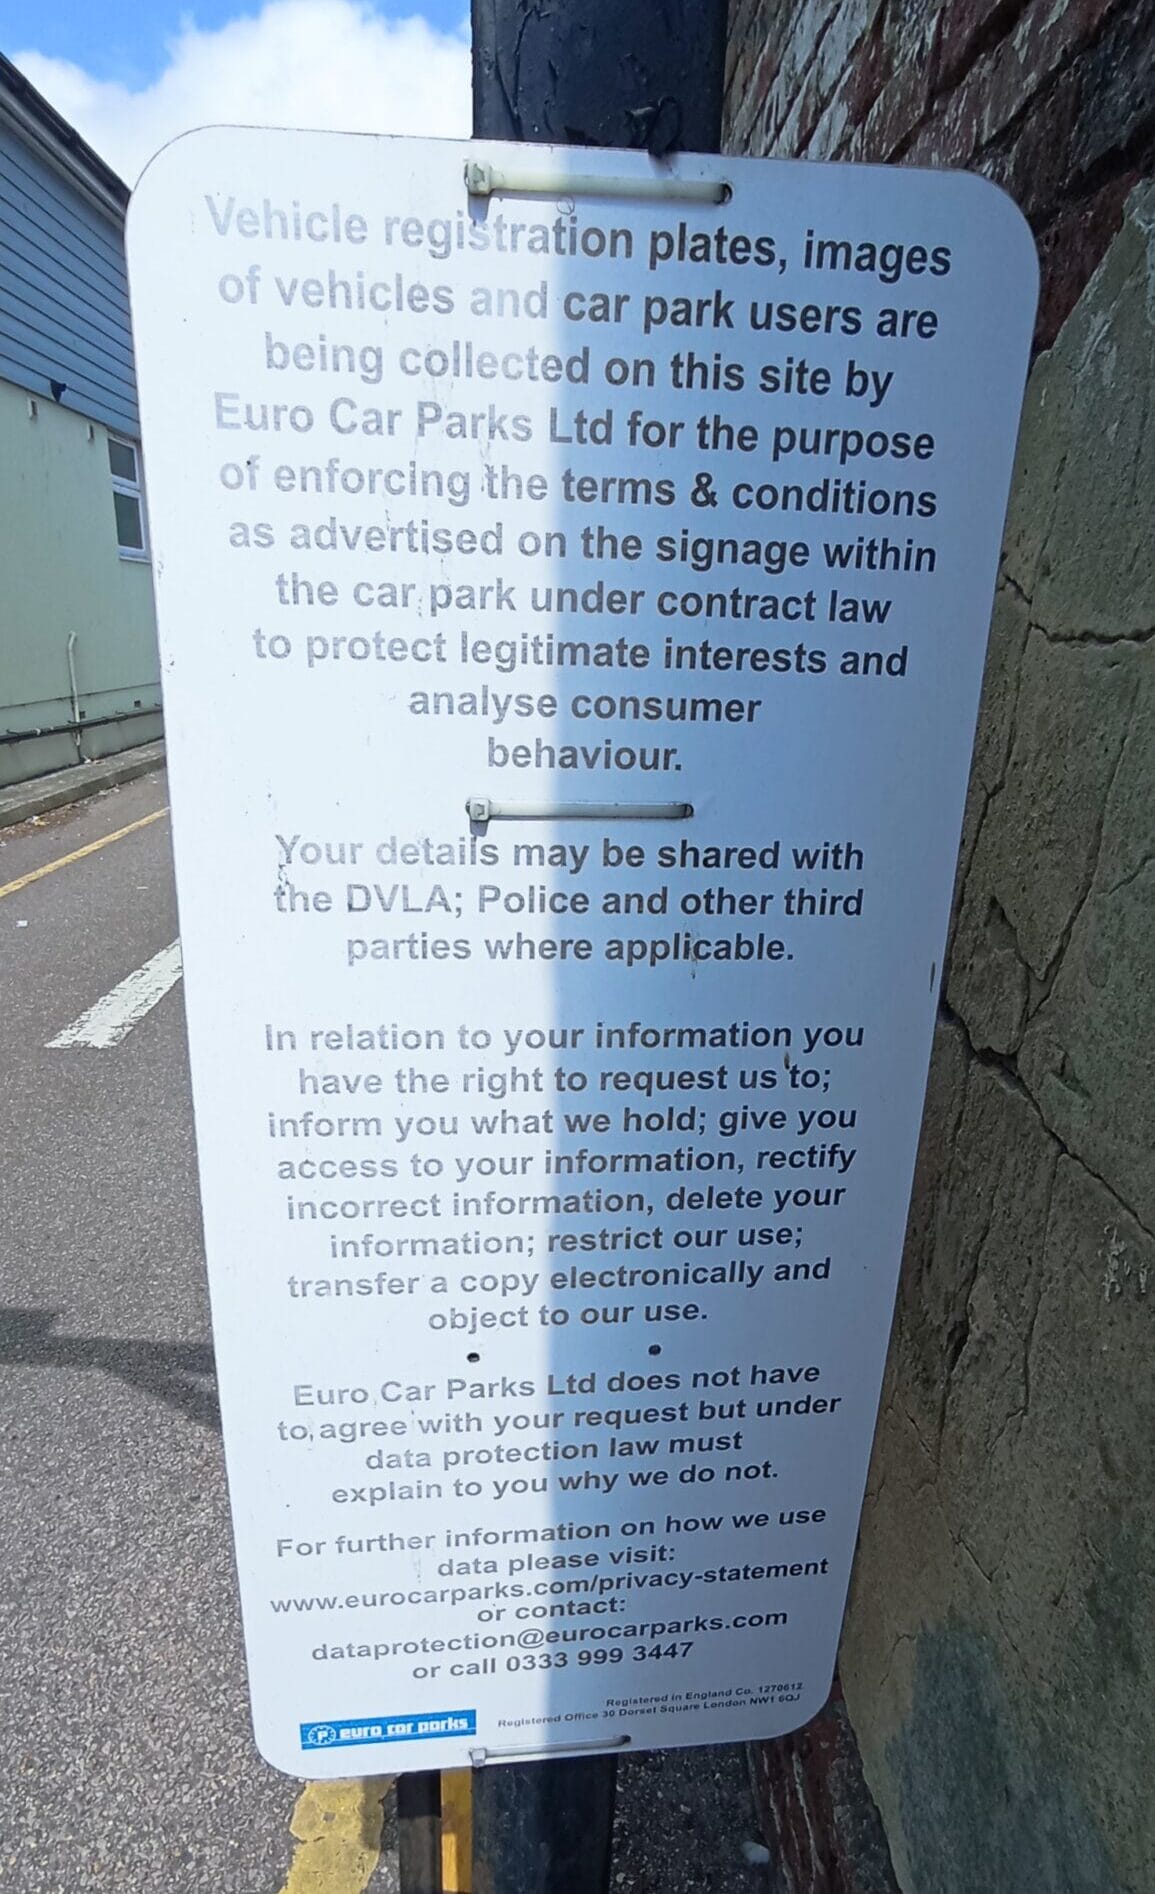 Vehicle registration plates, images
of vehicles and car park users are
being collected on this site by
Euro Car Parks Ltd for the purpose
of enforcing the terms & conditions
as advertised on the signage within
the car park under contract law
to protect legitimate interests and
analyse consumer
behaviour.
Your details may be shared with
the DVLA; Police and other third
parties where applicable.
In relation to your information you
have the right to request us to;
inform you what we hold; give you
access to your information, rectify
incorrect information, delete your
information; restrict our use;
transfer a copy electronically and
object to our use.
Euro Car Parks Ltd does not have
to agree with your request but under
data protection law must
explain to you why we do not.
For further information on how we use
data please visit:
www.eurocarparks.com/privacy-statement
or contact:
dataprotection@eurocarparks.com
or call 0333 999 3447
Registered in England Co. 1270612
Registered Office 30 Dorset Square London NW1 6QJ
P euro car parks